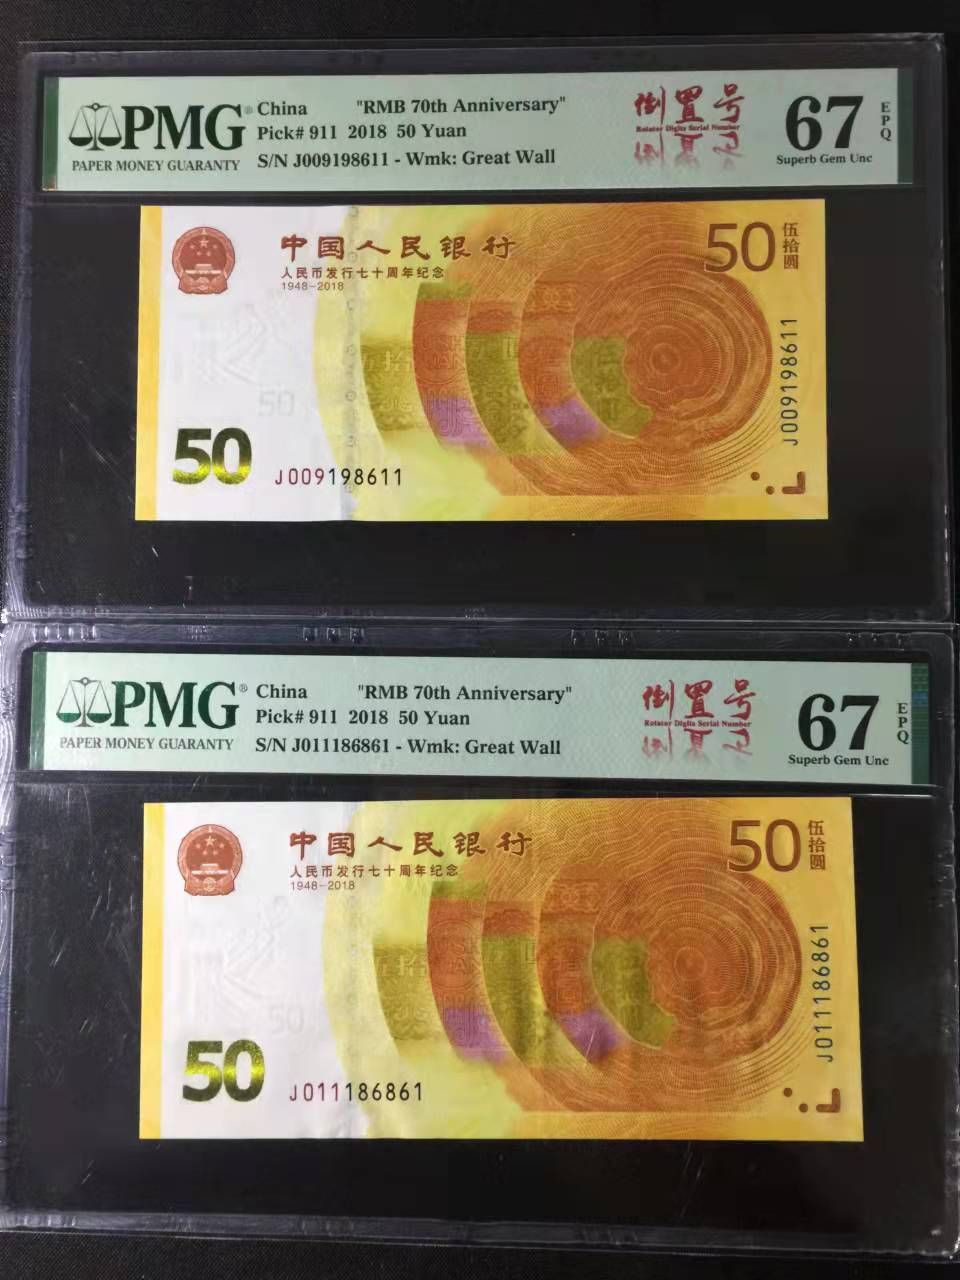 PMG® China "RMB 70th Anniversary" 倒置号 67 EPQ
Pick# 911 2018 50 Yuan Rotator Digits Serial Number
PAPER MONEY GUARANTY S/N J009198611 - Wmk: Great Wall Superb Gem Unc
中国人民银行 50 伍拾圆
人民币发行七十周年纪念
1948-2018
50
50 J009198611
J009198611
PMG® China "RMB 70th Anniversary" 倒置号 67 EPQ
Pick# 911 2018 50 Yuan Rotator Digits Serial Number
PAPER MONEY GUARANTY S/N J011186861 - Wmk: Great Wall Superb Gem Unc
中国人民银行 50 伍拾圆
人民币发行七十周年纪念
1948-2018
50
50 J011186861
J011186861